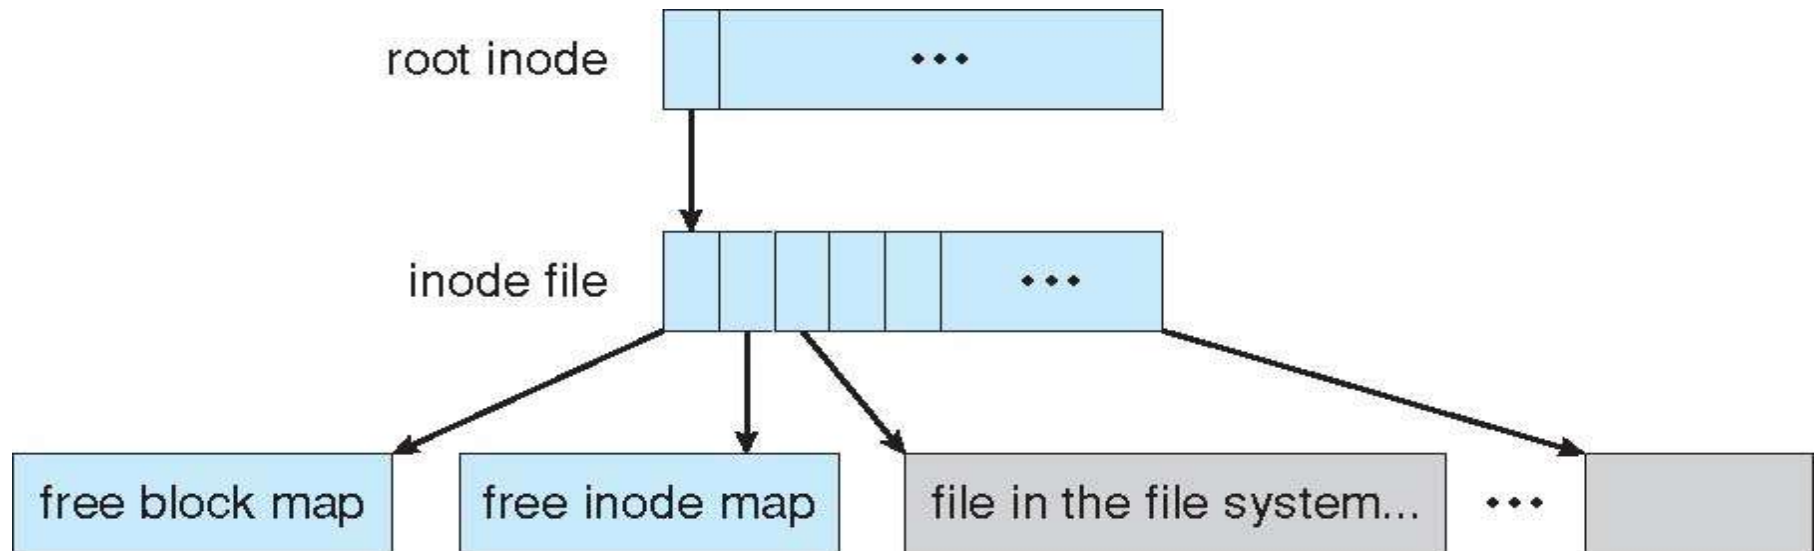 root inode
•••
inode file
•••
free block map
free inode map
file in the file system...
•••